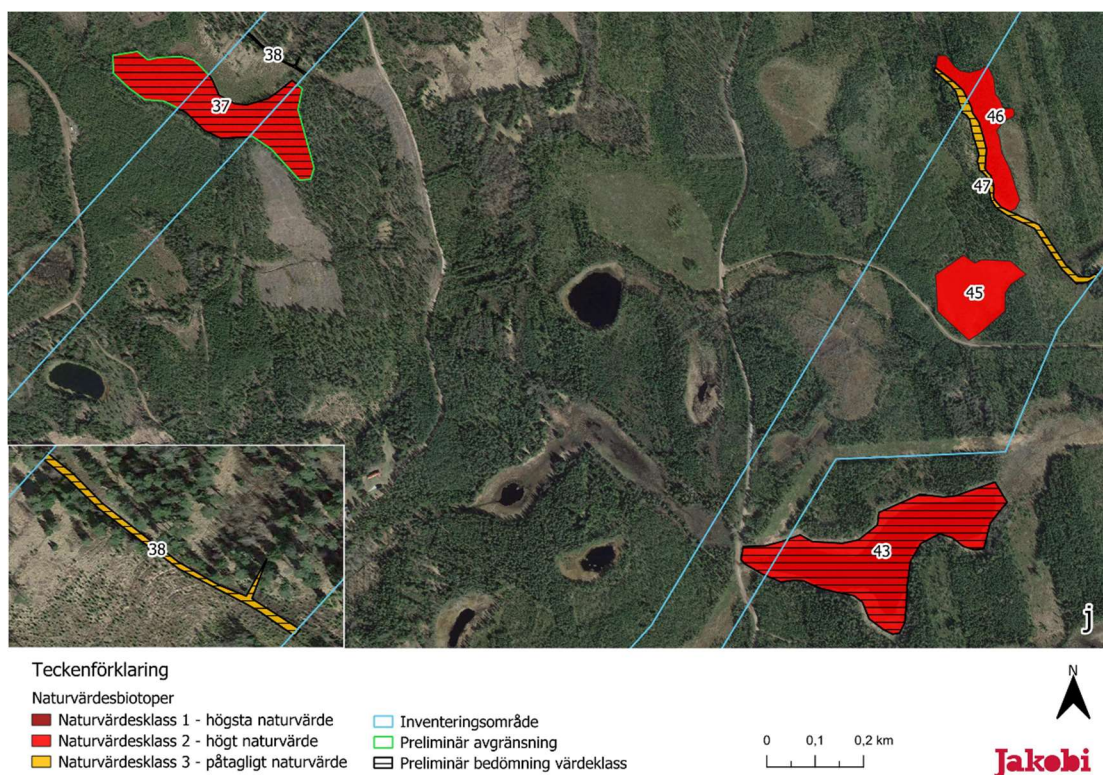 38
37
46
47
45
38
43
j
Teckenförklaring
Naturvärdesbiotoper
Naturvärdesklass 1 - högsta naturvärde
Naturvärdesklass 2 - högt naturvärde
Naturvärdesklass 3 - påtagligt naturvärde
Inventeringsområde
Preliminär avgränsning
Preliminär bedömning värdeklass
0 0,1 0,2 km
N
Jakobi